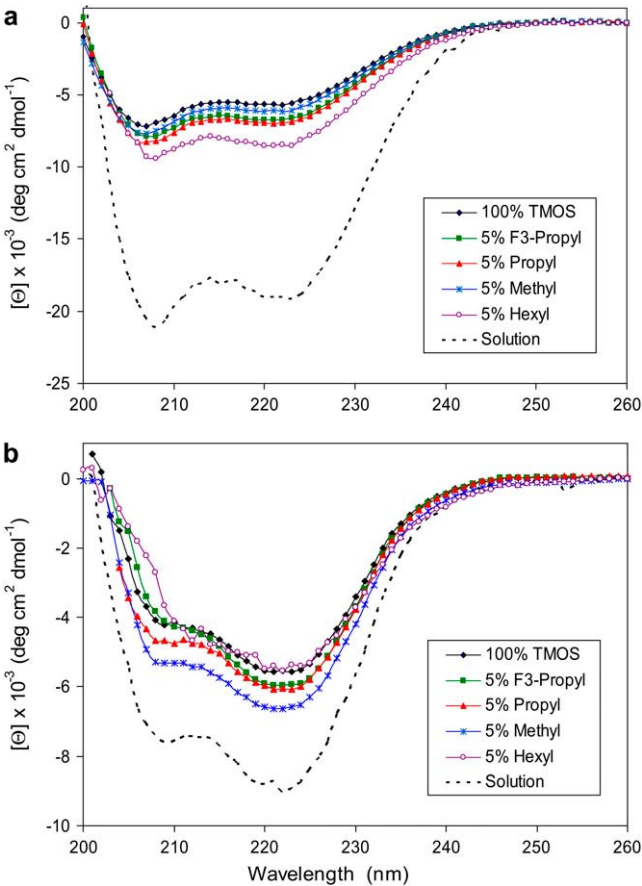 a
[Θ] x 10-3 (deg cm2 dmol-1)
0
-5
-10
-15
-20
-25
100% TMOS
5% F3-Propyl
5% Propyl
5% Methyl
5% Hexyl
Solution
200 210 220 230 240 250 260
b
[Θ] x 10-3 (deg cm2 dmol-1)
0
-2
-4
-6
-8
-10
100% TMOS
5% F3-Propyl
5% Propyl
5% Methyl
5% Hexyl
Solution
200 210 220 230 240 250 260
Wavelength (nm)